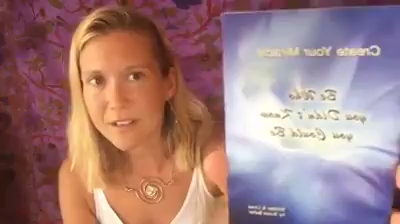 Create Your Miracle
Be Who
you Didn't Know
you Could Be